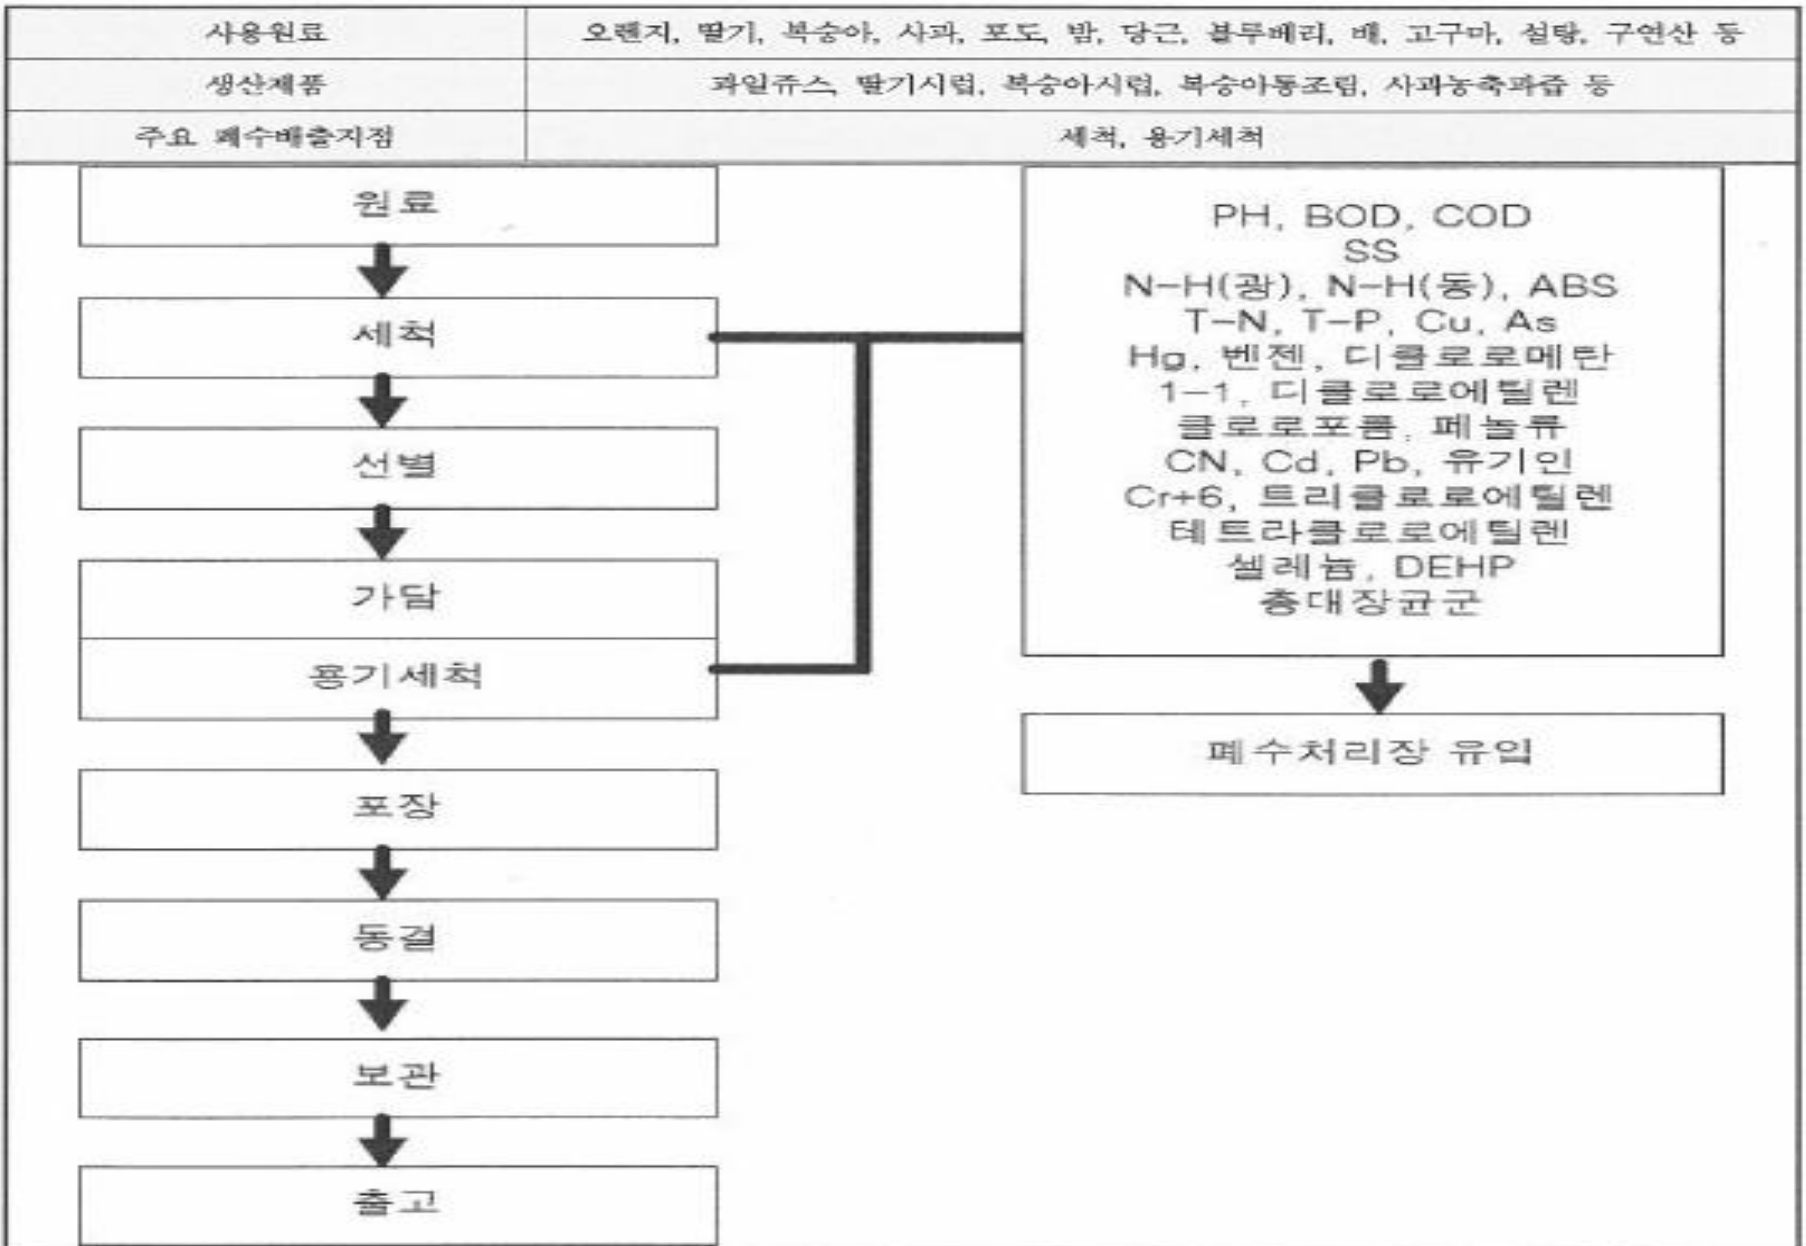 사용원료 오렌지, 딸기, 복숭아, 사과, 포도, 밤, 당근, 블루베리, 배, 고구마, 설탕, 구연산 등
생산제품 과일쥬스, 딸기시럽, 복숭아시럽, 복숭아통조림, 사과농축과즙 등
주요 폐수배출지점 세척, 용기세척
원료
세척
선별
가담
용기세척
포장
동결
보관
출고
PH, BOD, COD
SS
N-H(광), N-H(동), ABS
T-N, T-P, Cu, As
Hg, 벤젠, 디클로로메탄
1-1, 디클로로에틸렌
클로로포름, 페놀류
CN, Cd, Pb, 유기인
Cr+6, 트리클로로에틸렌
테트라클로로에틸렌
셀레늄, DEHP
총대장균군
폐수처리장 유입